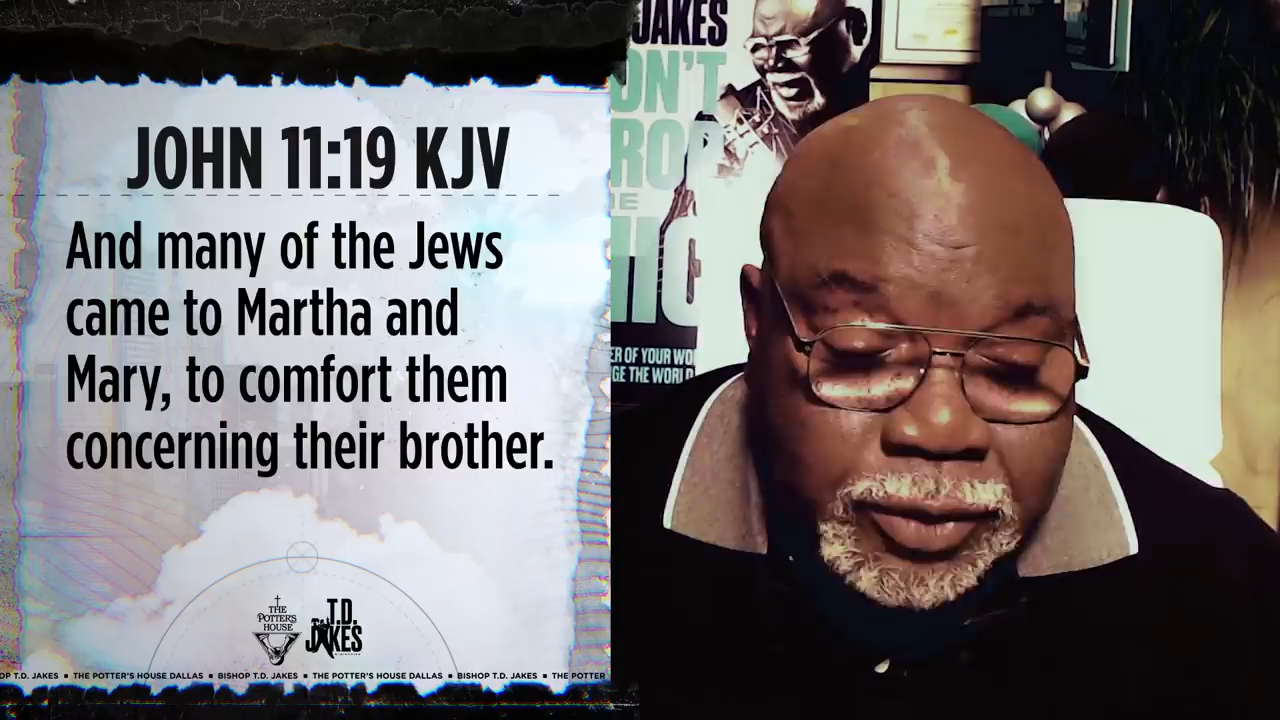 JOHN 11:19 KJV
And many of the Jews
came to Martha and
Mary, to comfort them
concerning their brother.
THE
POTTER'S
HOUSE
T.D.
JAKES
OP T.D. JAKES ▪ THE POTTER'S HOUSE DALLAS ▪ BISHOP T.D. JAKES ▪ THE POTTER'S HOUSE DALLAS ▪ BISHOP T.D. JAKES ▪ THE POTTER
JAKES
ON'T
ROP
HE
MIC
ER OF YOUR WO
GE THE WORLD